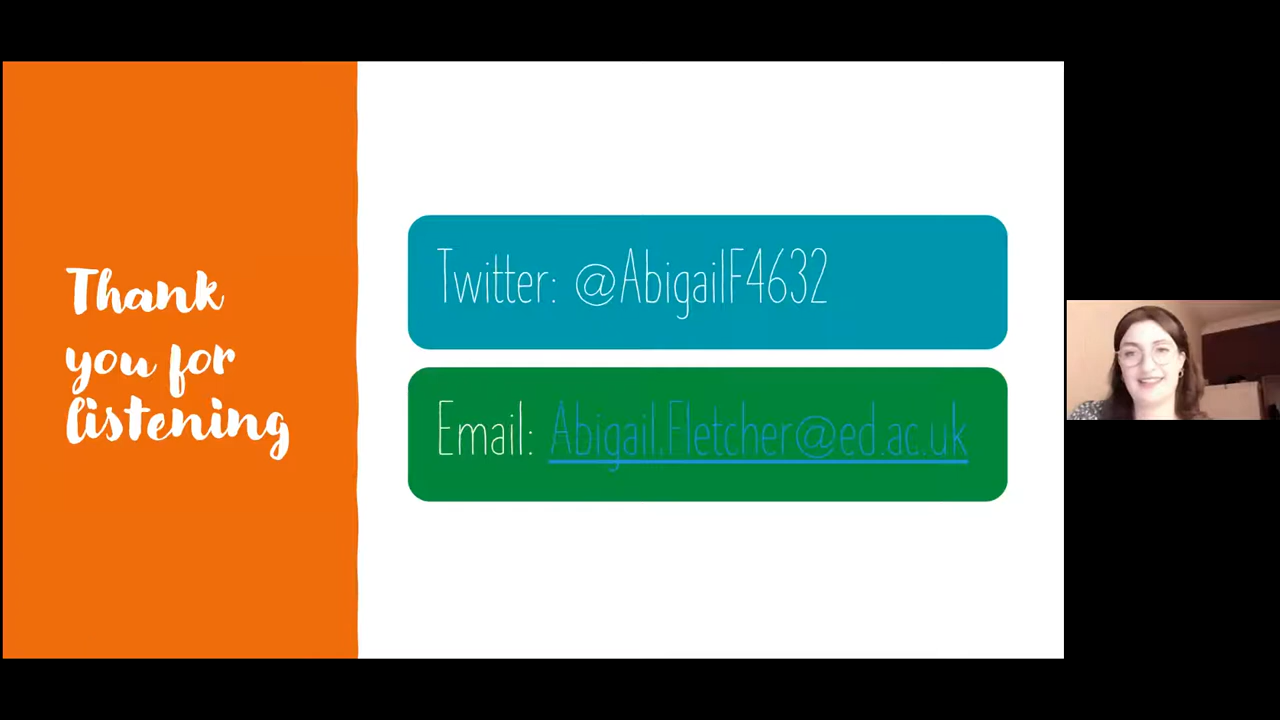 Thank
you for
listening
Twitter: @AbigailF4632
Email: Abigail.Fletcher@ed.ac.uk